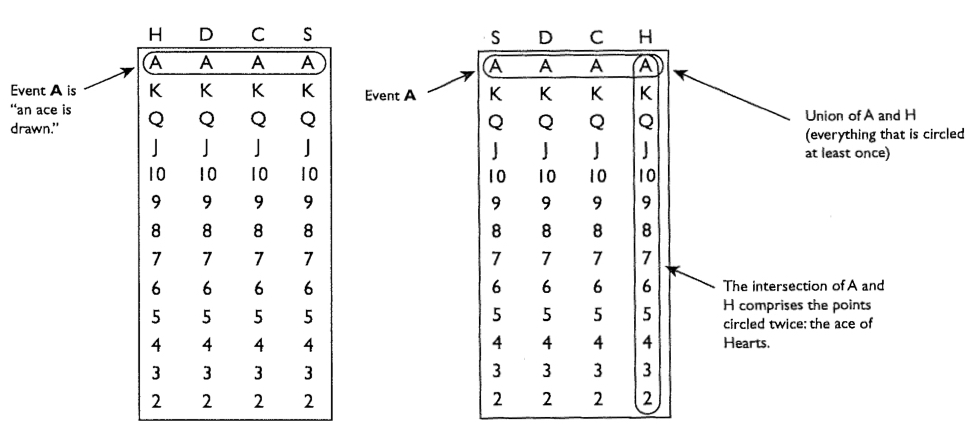 H D C S
A A A A
K K K K
Q Q Q Q
J J J J
10 10 10 10
9 9 9 9
8 8 8 8
7 7 7 7
6 6 6 6
5 5 5 5
4 4 4 4
3 3 3 3
2 2 2 2
Event A is
"an ace is
drawn."
S D C H
A A A A
K K K K
Q Q Q Q
J J J J
10 10 10 10
9 9 9 9
8 8 8 8
7 7 7 7
6 6 6 6
5 5 5 5
4 4 4 4
3 3 3 3
2 2 2 2
Event A
Union of A and H
(everything that is circled
at least once)
The intersection of A and
H comprises the points
circled twice: the ace of
Hearts.